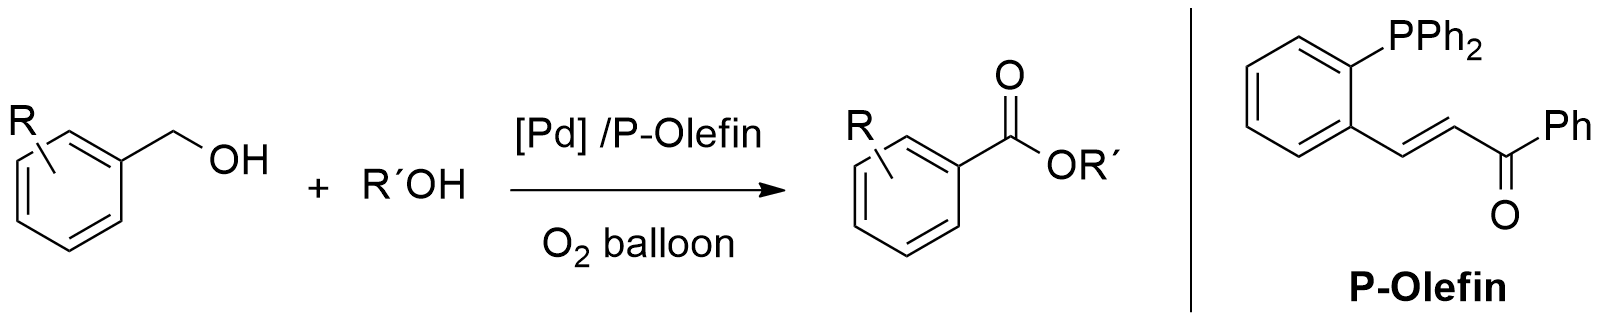 R
OH
+
R´OH
[Pd] /P-Olefin
O2 balloon
R
O
OR´
PPh2
Ph
O
P-Olefin